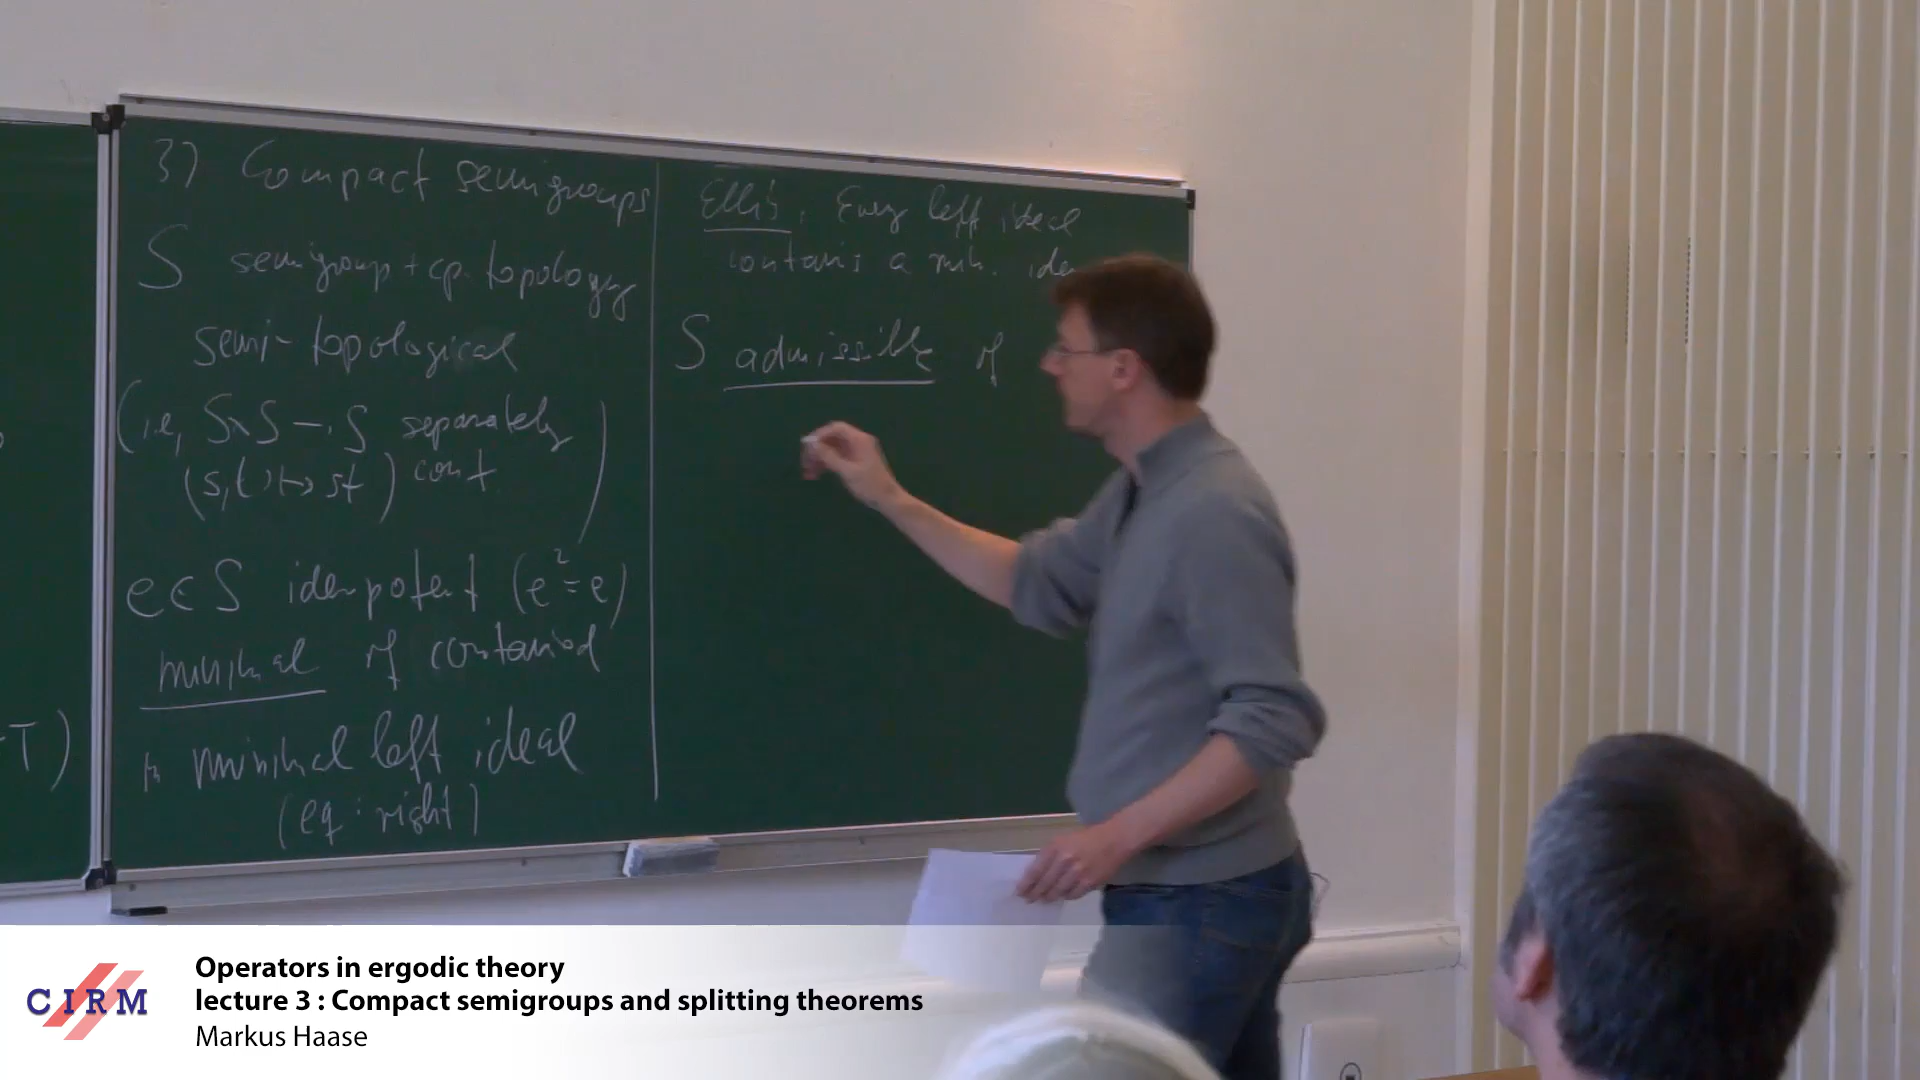 3) Compact semigroups
S semigroup + cp. topology
semi-topological
(i.e., S×S → S separately
(s,t) ↦ st) cont.
e∈S idempotent (e²=e)
minimal if contained
in minimal left ideal
(eq: right)
Ellis: Every left ideal
contains a min. idem
S admissible if
-T)
CIRM
Operators in ergodic theory
lecture 3 : Compact semigroups and splitting theorems
Markus Haase